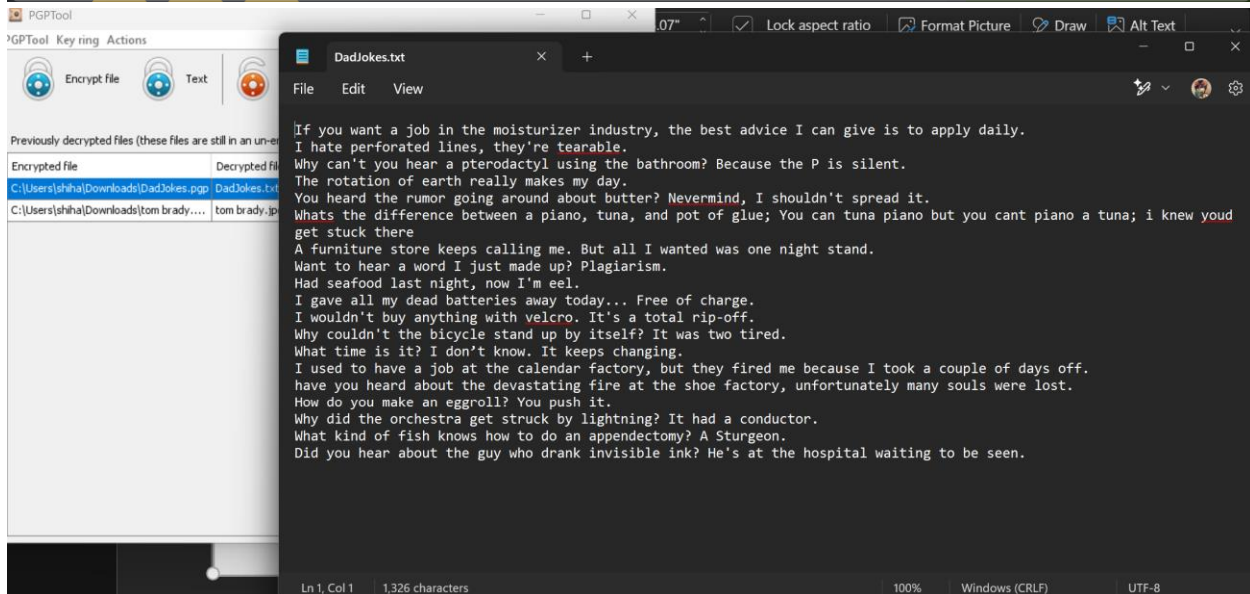 PGPTool
.07"
Lock aspect ratio
Format Picture
Draw
Alt Text
PGPTool Key ring Actions
Encrypt file
Text
DadJokes.txt
File Edit View
Previously decrypted files (these files are still in an un-en
Encrypted file Decrypted fil
C:\Users\shiha\Downloads\DadJokes.pgp DadJokes.txt
C:\Users\shiha\Downloads\tom brady.... tom brady.jp
If you want a job in the moisturizer industry, the best advice I can give is to apply daily.
I hate perforated lines, they're tearable.
Why can't you hear a pterodactyl using the bathroom? Because the P is silent.
The rotation of earth really makes my day.
You heard the rumor going around about butter? Nevermind, I shouldn't spread it.
Whats the difference between a piano, tuna, and pot of glue; You can tuna piano but you cant piano a tuna; i knew youd
get stuck there
A furniture store keeps calling me. But all I wanted was one night stand.
Want to hear a word I just made up? Plagiarism.
Had seafood last night, now I'm eel.
I gave all my dead batteries away today... Free of charge.
I wouldn't buy anything with velcro. It's a total rip-off.
Why couldn't the bicycle stand up by itself? It was two tired.
What time is it? I don’t know. It keeps changing.
I used to have a job at the calendar factory, but they fired me because I took a couple of days off.
have you heard about the devastating fire at the shoe factory, unfortunately many souls were lost.
How do you make an eggroll? You push it.
Why did the orchestra get struck by lightning? It had a conductor.
What kind of fish knows how to do an appendectomy? A Sturgeon.
Did you hear about the guy who drank invisible ink? He's at the hospital waiting to be seen.
Ln 1, Col 1 1,326 characters 100% Windows (CRLF) UTF-8